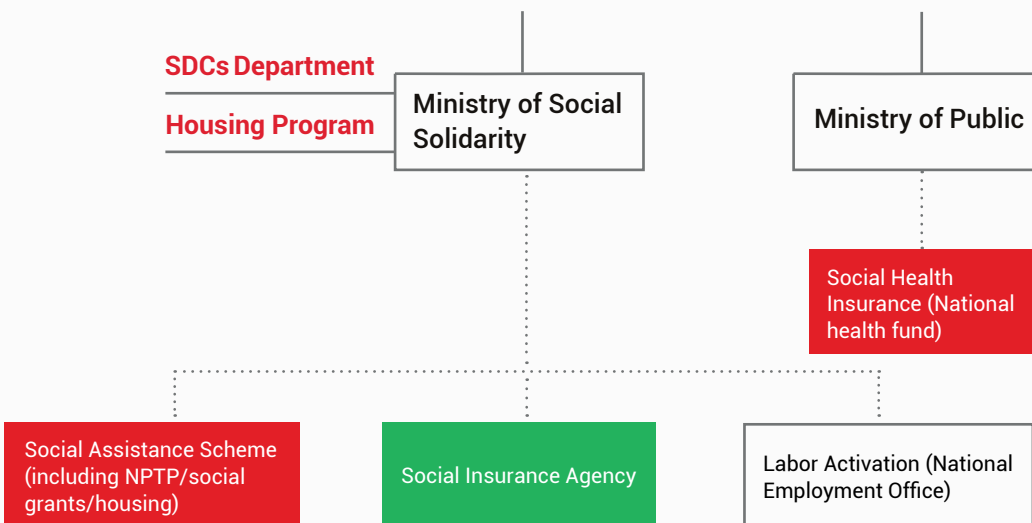 SDCs Department
Housing Program
Ministry of Social
Solidarity
Ministry of Public
Social Health
Insurance (National
health fund)
Social Assistance Scheme
(including NPTP/social
grants/housing)
Social Insurance Agency
Labor Activation (National
Employment Office)